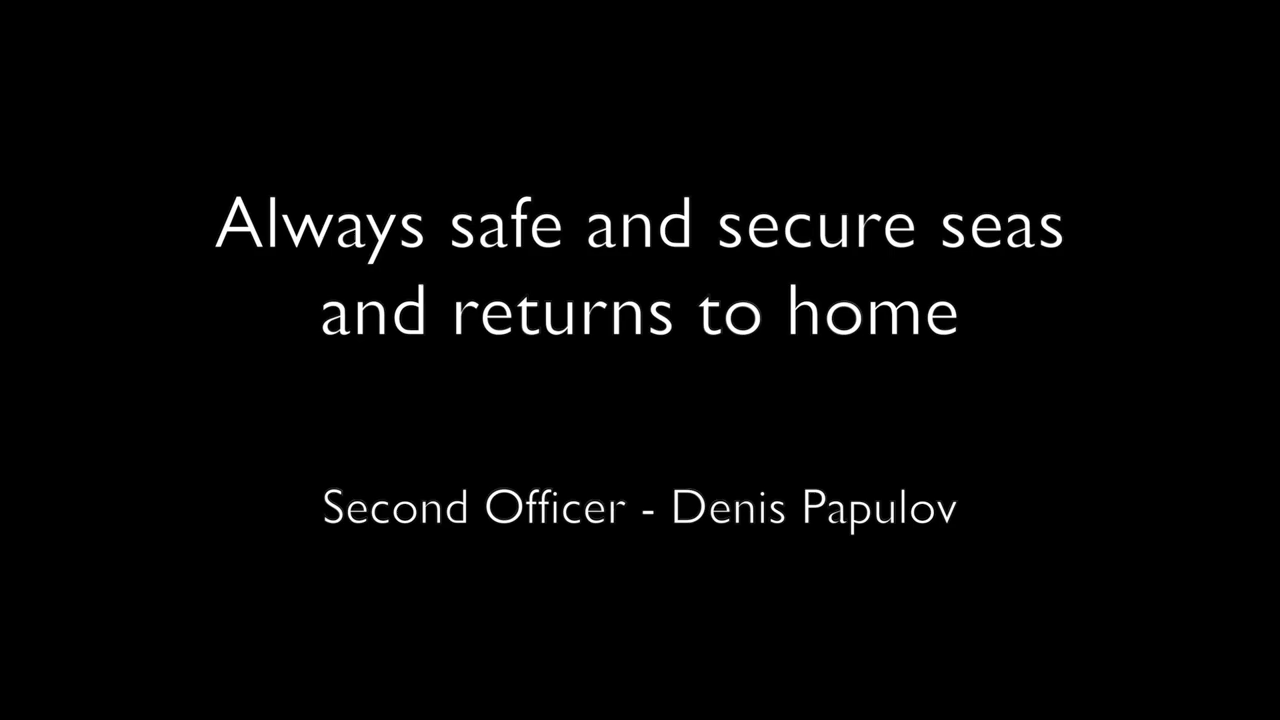 Always safe and secure seas
and returns to home
Second Officer - Denis Papulov